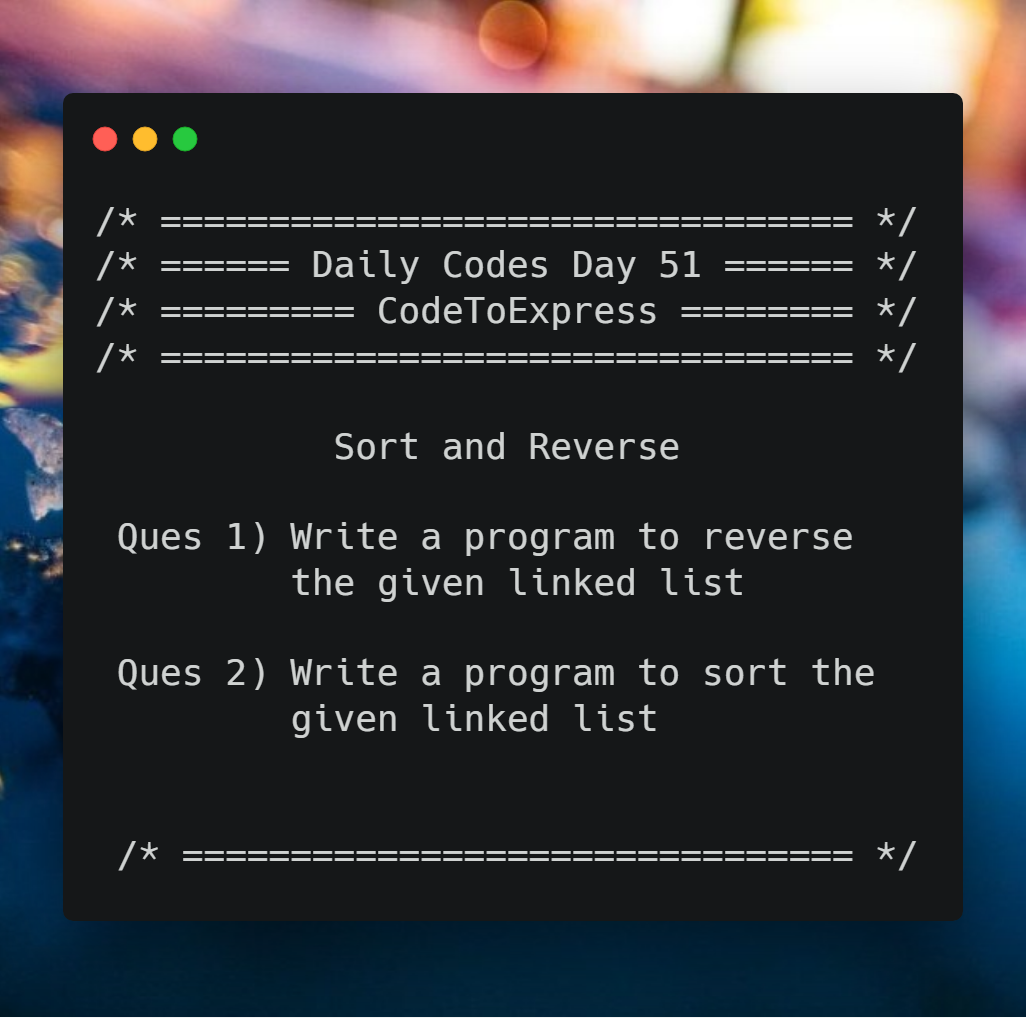 /* ================================ */
/* ====== Daily Codes Day 51 ====== */
/* ========= CodeToExpress ======== */
/* ================================ */
Sort and Reverse
Ques 1) Write a program to reverse
the given linked list
Ques 2) Write a program to sort the
given linked list
/* =============================== */